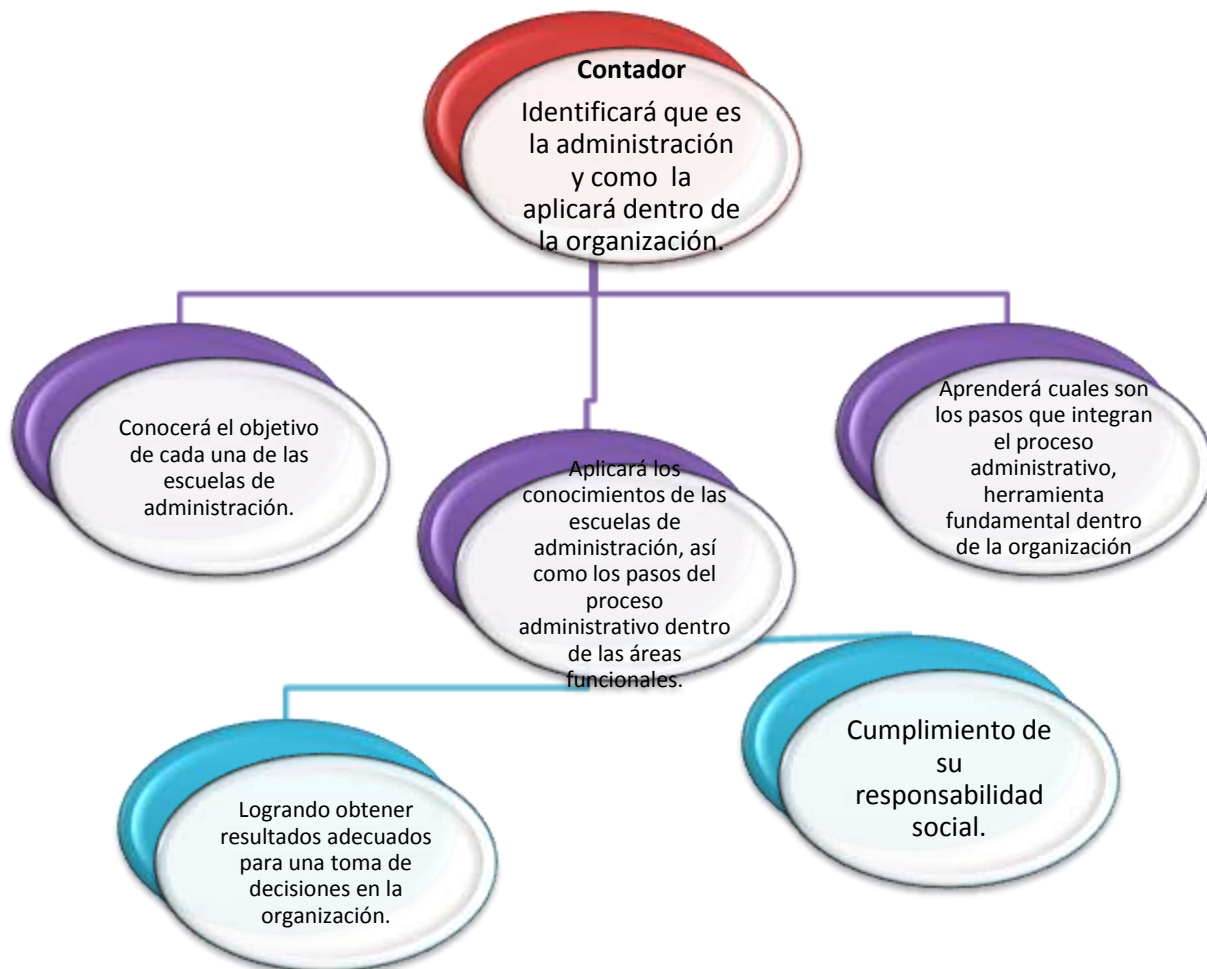 Contador
Identificará que es
la administración
y como la
aplicará dentro de
la organización.
Conocerá el objetivo
de cada una de las
escuelas de
administración.
Aplicará los
conocimientos de las
escuelas de
administración, así
como los pasos del
proceso
administrativo dentro
de las áreas
funcionales.
Aprenderá cuales son
los pasos que integran
el proceso
administrativo,
herramienta
fundamental dentro
de la organización
Logrando obtener
resultados adecuados
para una toma de
decisiones en la
organización.
Cumplimiento de
su
responsabilidad
social.